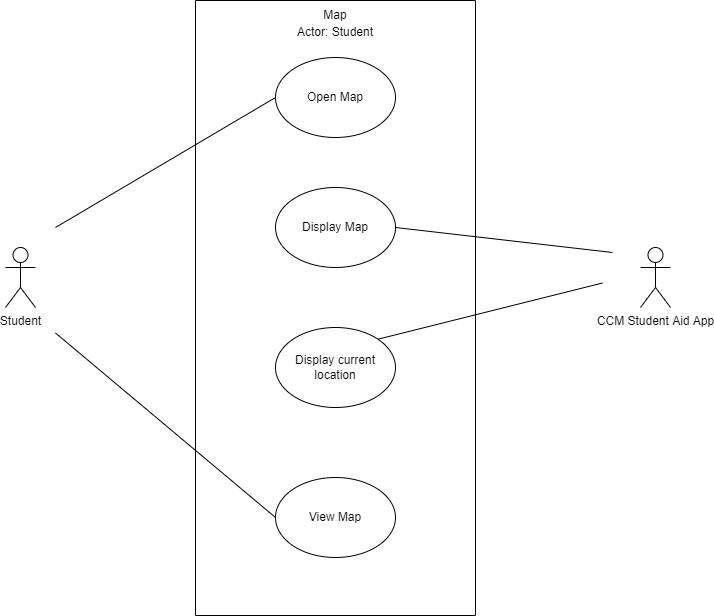 Map
Actor: Student
Open Map
Display Map
Student
CCM Student Aid App
Display current
location
View Map